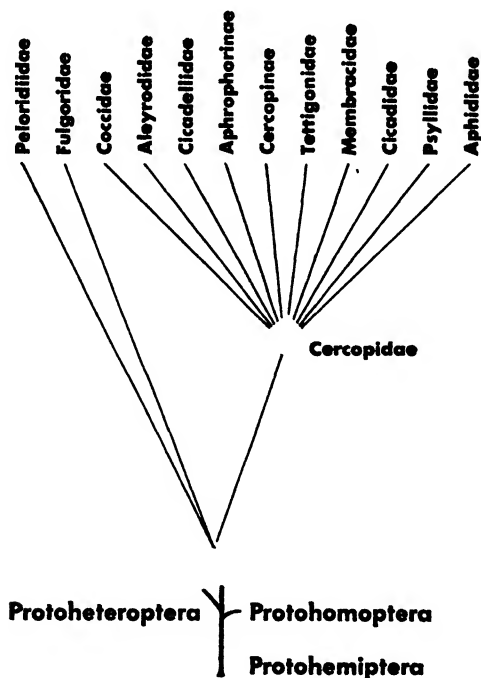 Peloridiidae
Fulgoridae
Coccidae
Aleyrodidae
Cicadellidae
Aphrophorinae
Cercopinae
Tettigonidae
Membracidae
Cicadidae
Psyllidae
Aphididae
Cercopidae
Protoheteroptera Protohomoptera
Protohemiptera